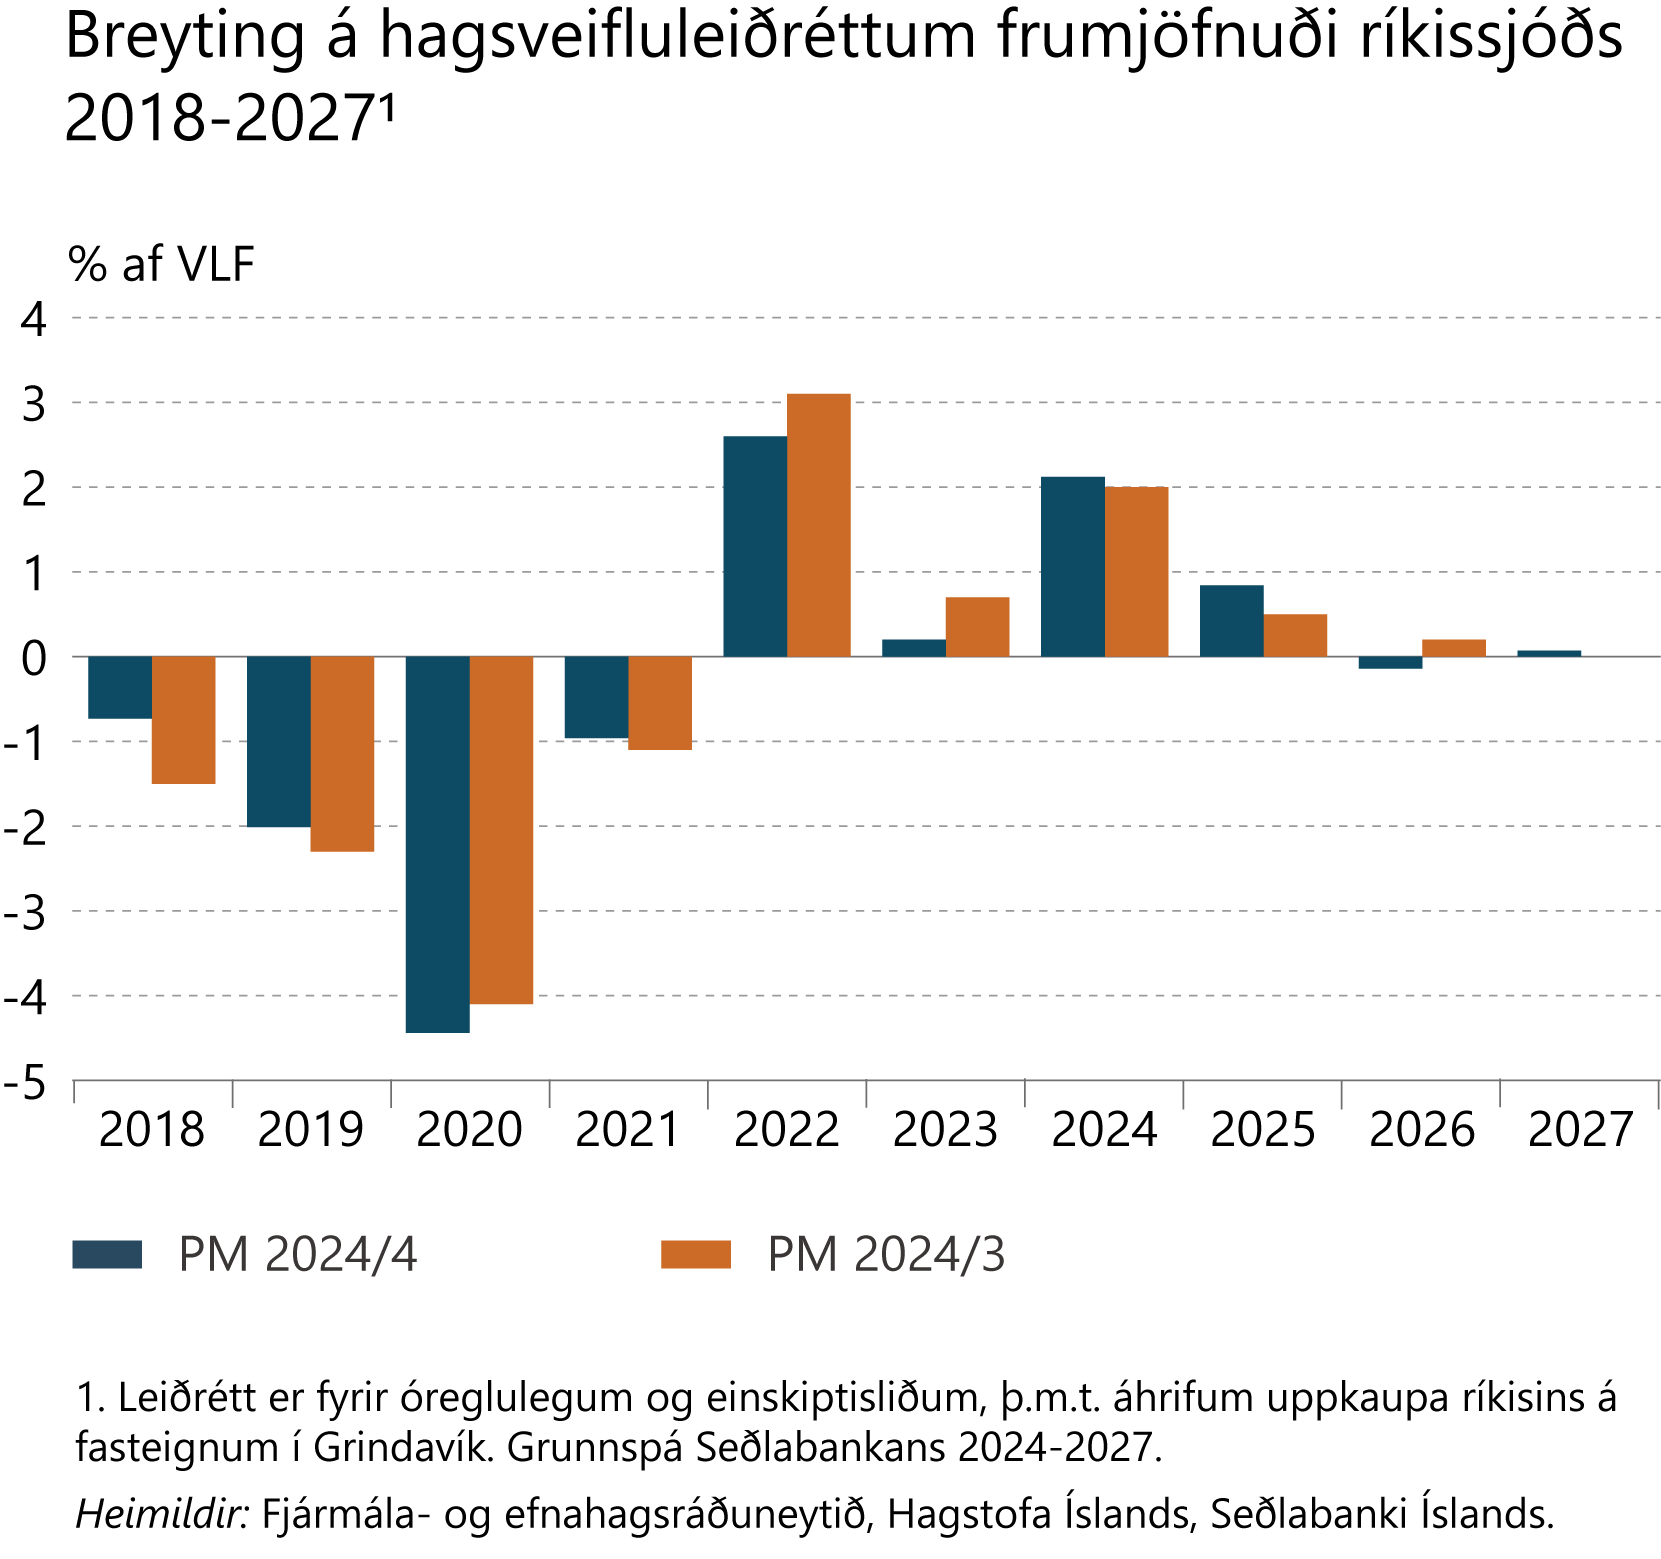 Breyting á hagsveifluleiðréttum frumjöfnuði ríkissjóðs
2018-2027¹
% af VLF
4
3
2
1
0
-1
-2
-3
-4
-5
2018 2019 2020 2021 2022 2023 2024 2025 2026 2027
PM 2024/4 PM 2024/3
1. Leiðrétt er fyrir óreglulegum og einskiptisliðum, þ.m.t. áhrifum uppkaupa ríkisins á
fasteignum í Grindavík. Grunnspá Seðlabankans 2024-2027.
Heimildir: Fjármála- og efnahagsráðuneytið, Hagstofa Íslands, Seðlabanki Íslands.